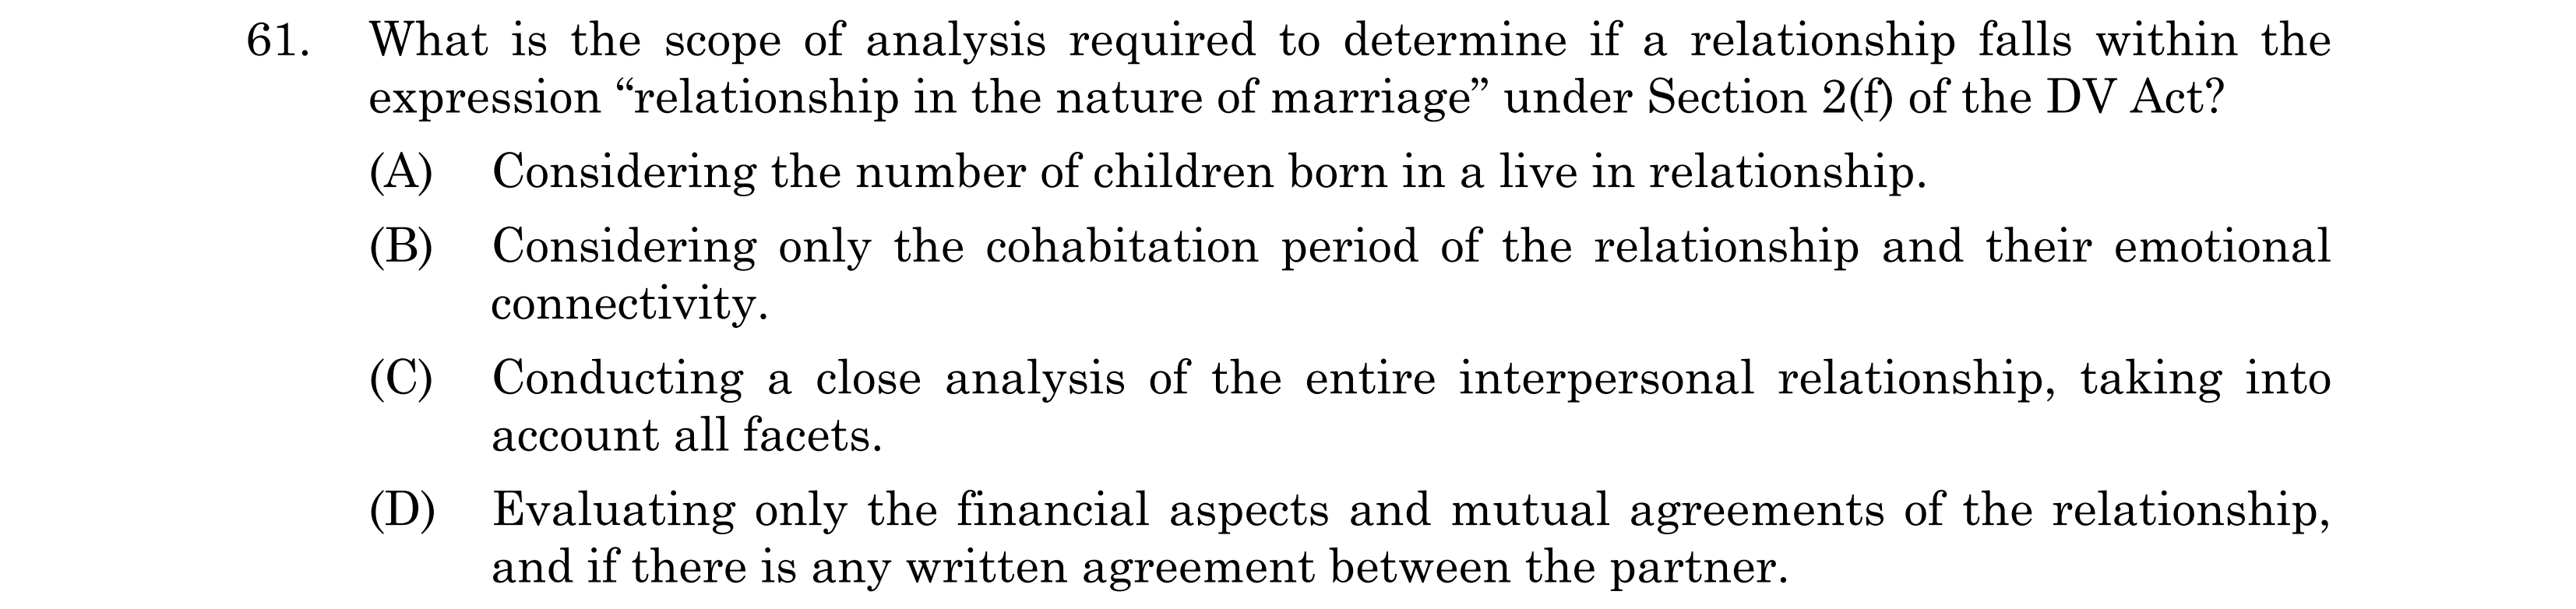 61. What is the scope of analysis required to determine if a relationship falls within the
expression “relationship in the nature of marriage” under Section 2(f) of the DV Act?
(A) Considering the number of children born in a live in relationship.
(B) Considering only the cohabitation period of the relationship and their emotional
connectivity.
(C) Conducting a close analysis of the entire interpersonal relationship, taking into
account all facets.
(D) Evaluating only the financial aspects and mutual agreements of the relationship,
and if there is any written agreement between the partner.